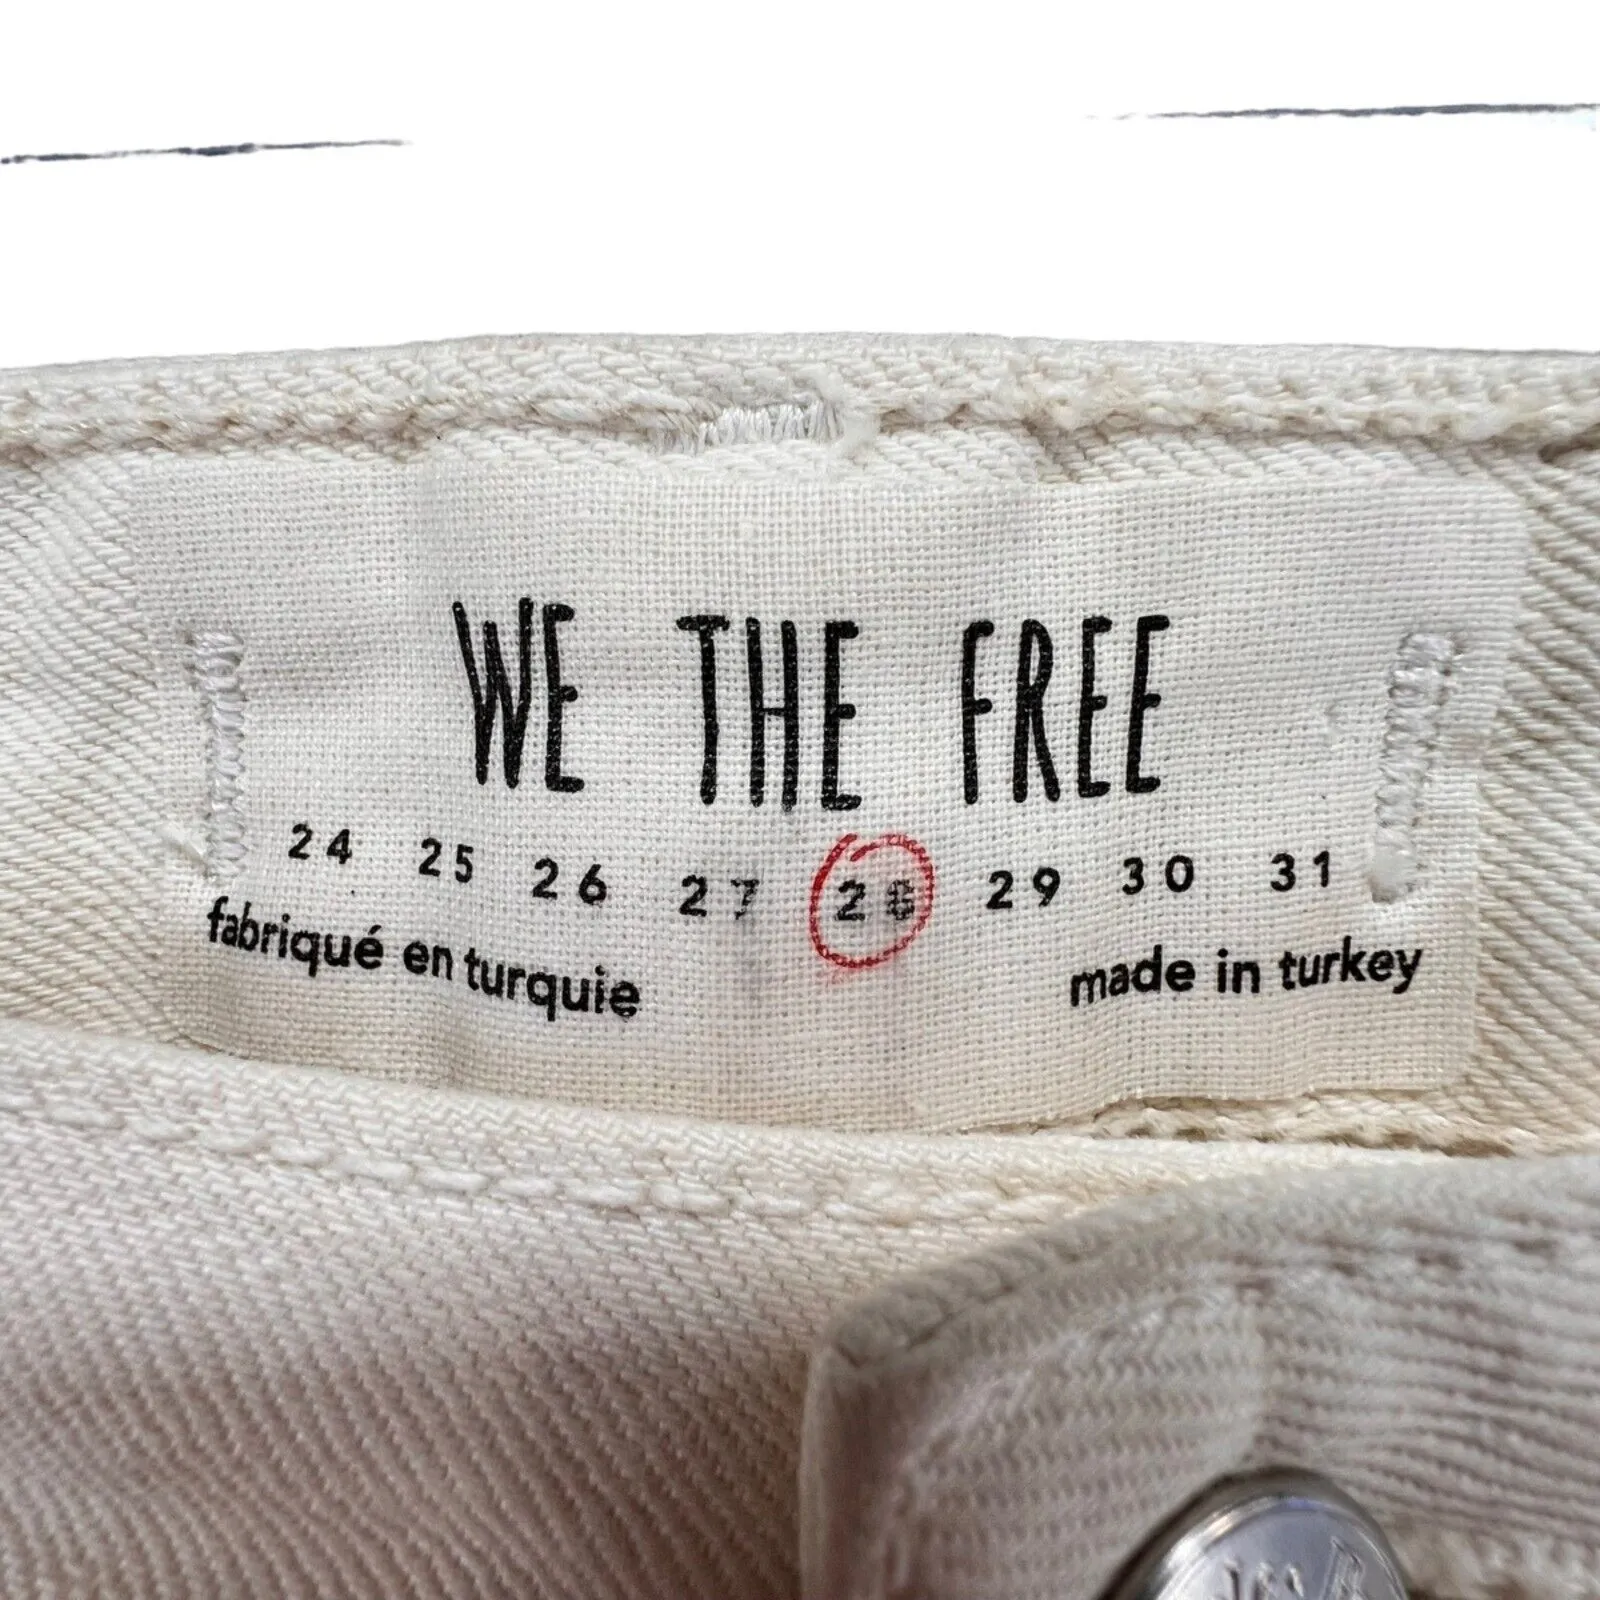 WE THE FREE
24 25 26 27 28 29 30 31
fabriqué en turquie made in turkey